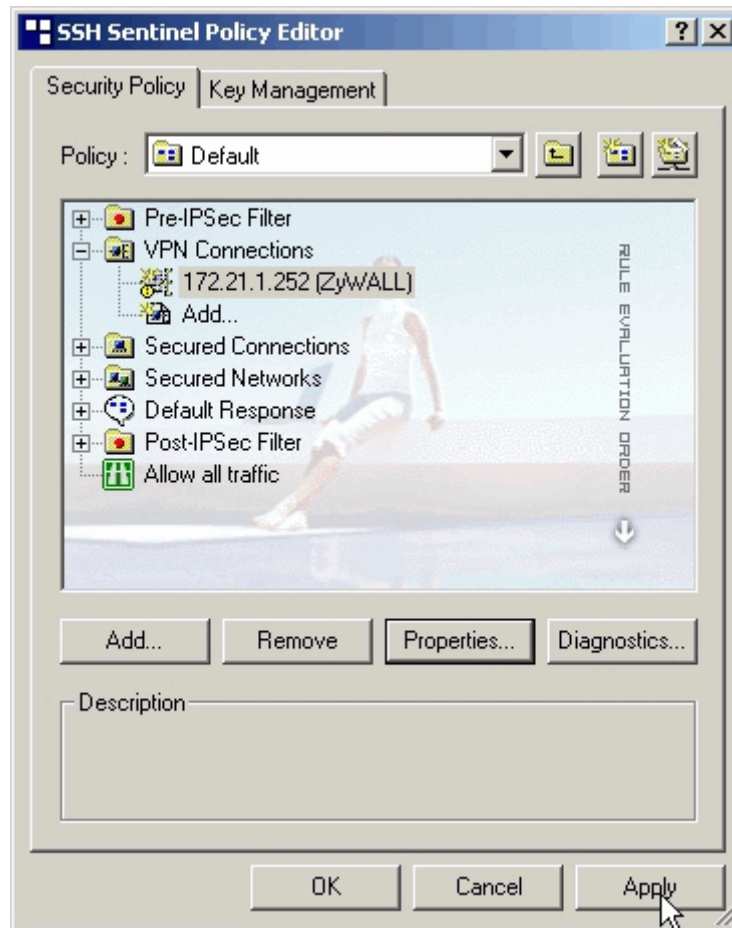 SSH Sentinel Policy Editor
Security Policy Key Management
Policy : Default
Pre-IPSec Filter
VPN Connections
172.21.1.252 (ZyWALL)
Add...
Secured Connections
Secured Networks
Default Response
Post-IPSec Filter
Allow all traffic
RULE EVALUATION ORDER
Add... Remove Properties... Diagnostics...
Description
OK Cancel Apply